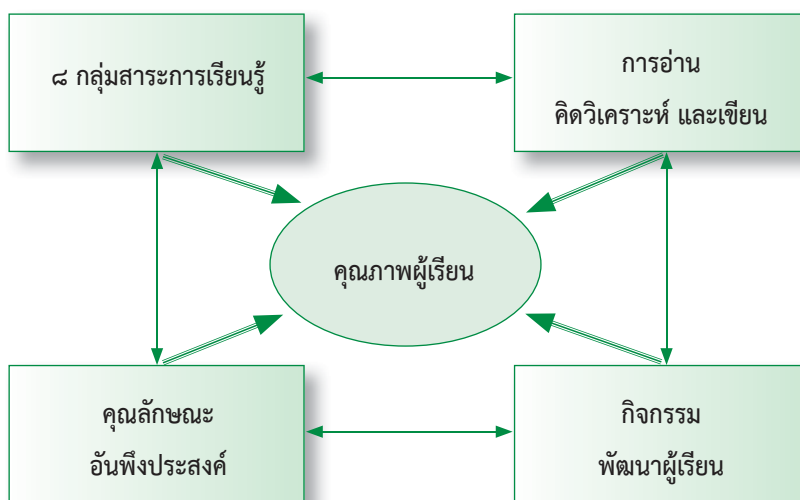 ๘ กลุ่มสาระการเรียนรู้
การอ่าน
คิดวิเคราะห์ และเขียน
คุณภาพผู้เรียน
คุณลักษณะ
อันพึงประสงค์
กิจกรรม
พัฒนาผู้เรียน